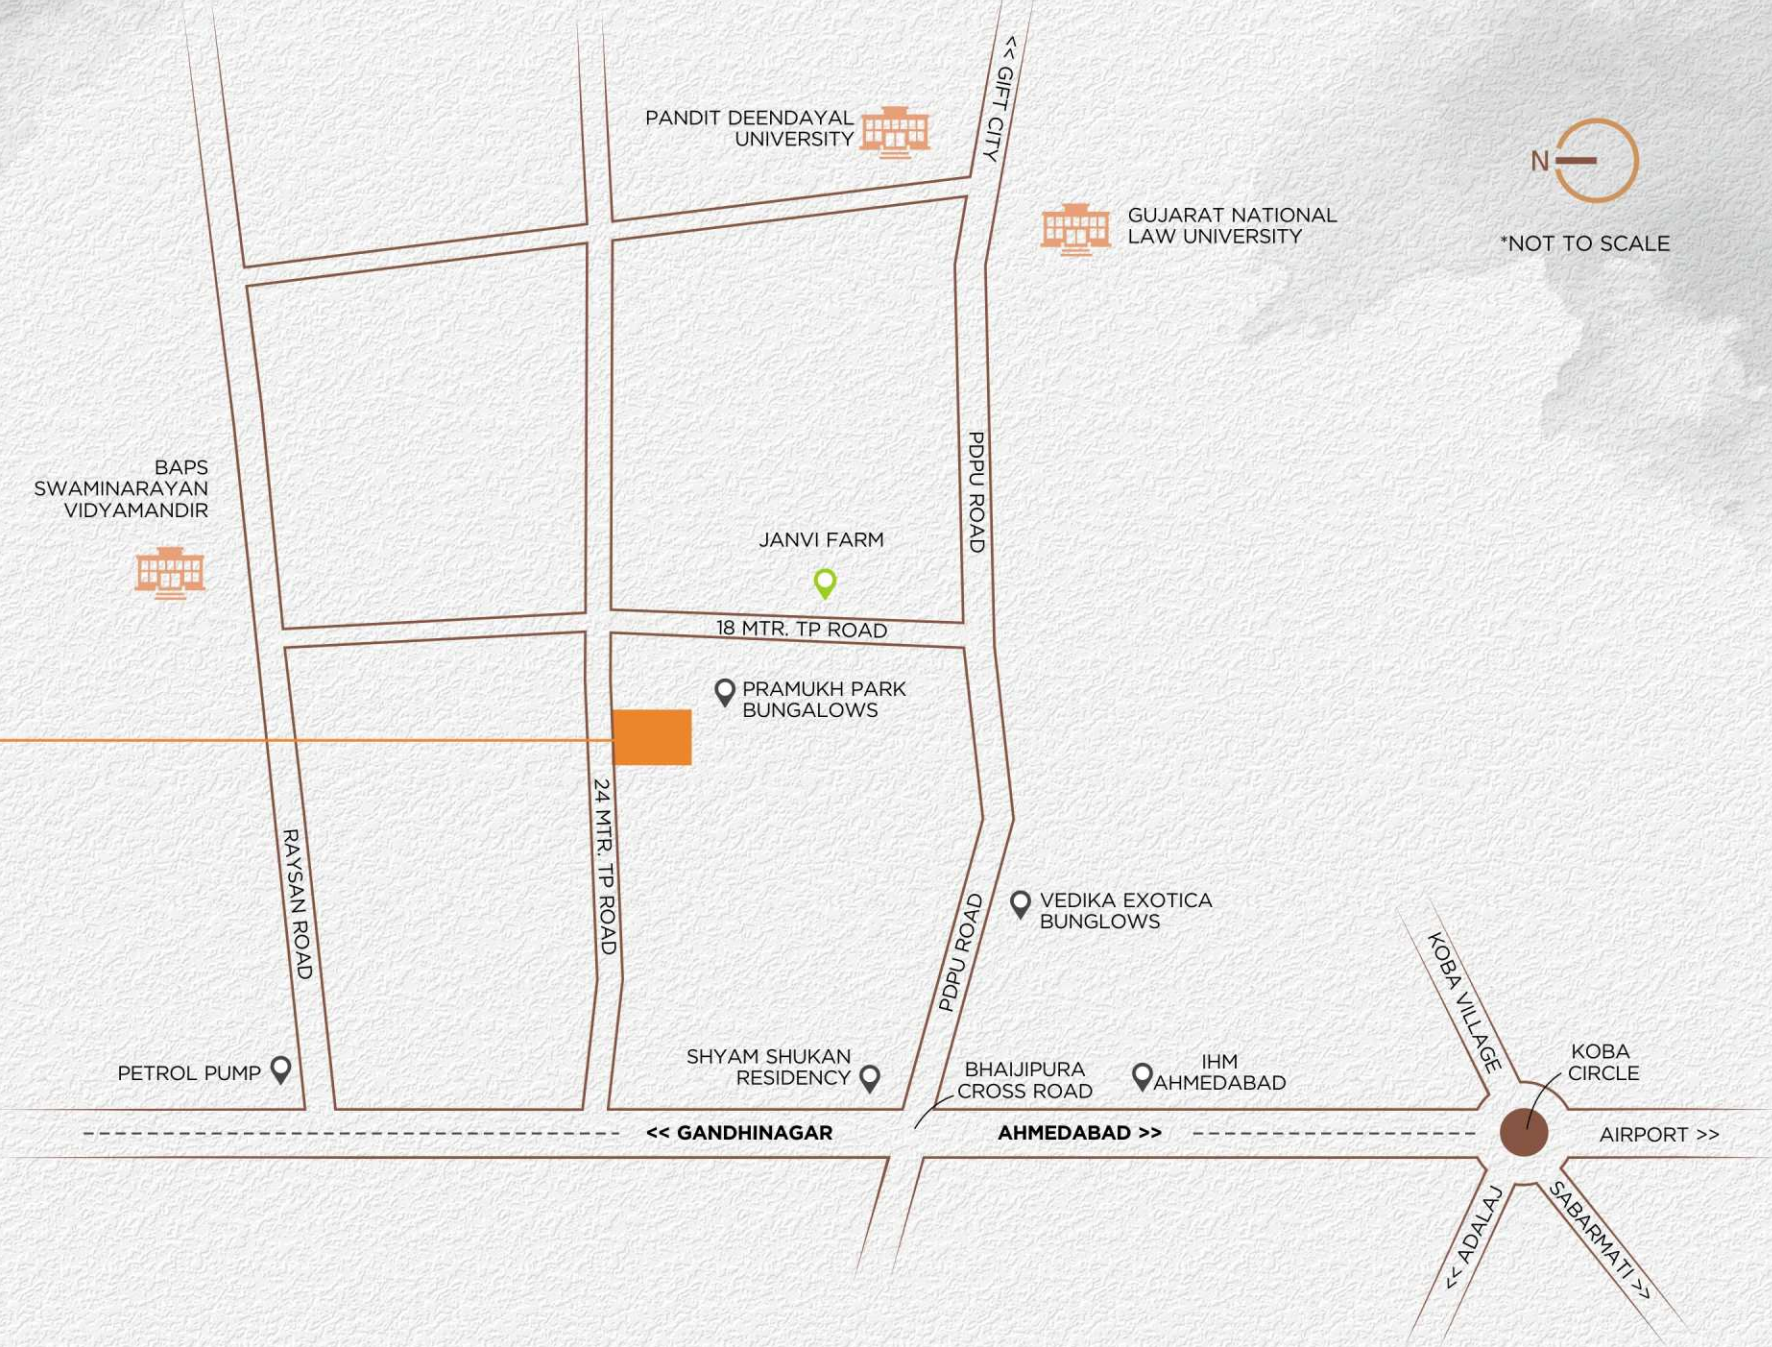 << GIFT CITY
PANDIT DEENDAYAL
UNIVERSITY
N
*NOT TO SCALE
GUJARAT NATIONAL
LAW UNIVERSITY
BAPS
SWAMINARAYAN
VIDYAMANDIR
PDPU ROAD
JANVI FARM
18 MTR. TP ROAD
PRAMUKH PARK
BUNGALOWS
24 MTR. TP ROAD
RAYSAN ROAD
PDPU ROAD
VEDIKA EXOTICA
BUNGLOWS
KOBA VILLAGE
PETROL PUMP
SHYAM SHUKAN
RESIDENCY
BHAIJIPURA
CROSS ROAD
IHM
AHMEDABAD
KOBA
CIRCLE
<< GANDHINAGAR
AHMEDABAD >>
AIRPORT >>
<< ADALAJ
SABARMATI >>